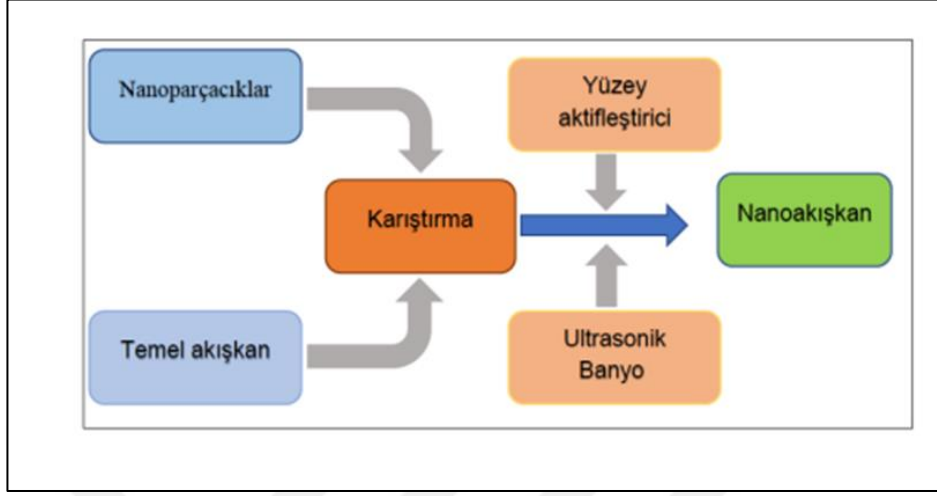 Nanoparçacıklar
Yüzey
aktifleştirici
Karıştırma
Nanoakışkan
Temel akışkan
Ultrasonik
Banyo